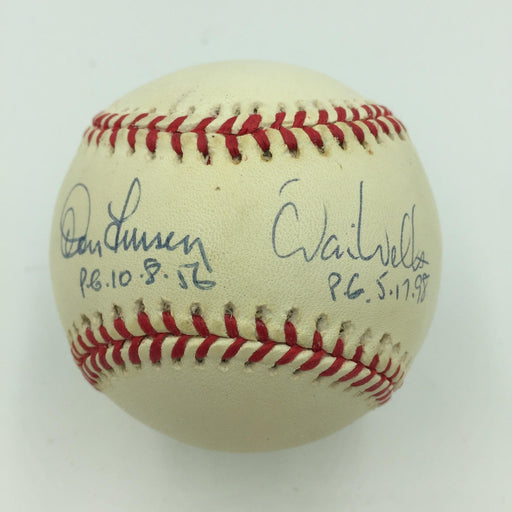 Don Larsen
P.G. 10-8-56
David Wells
P.G. 5.17.98